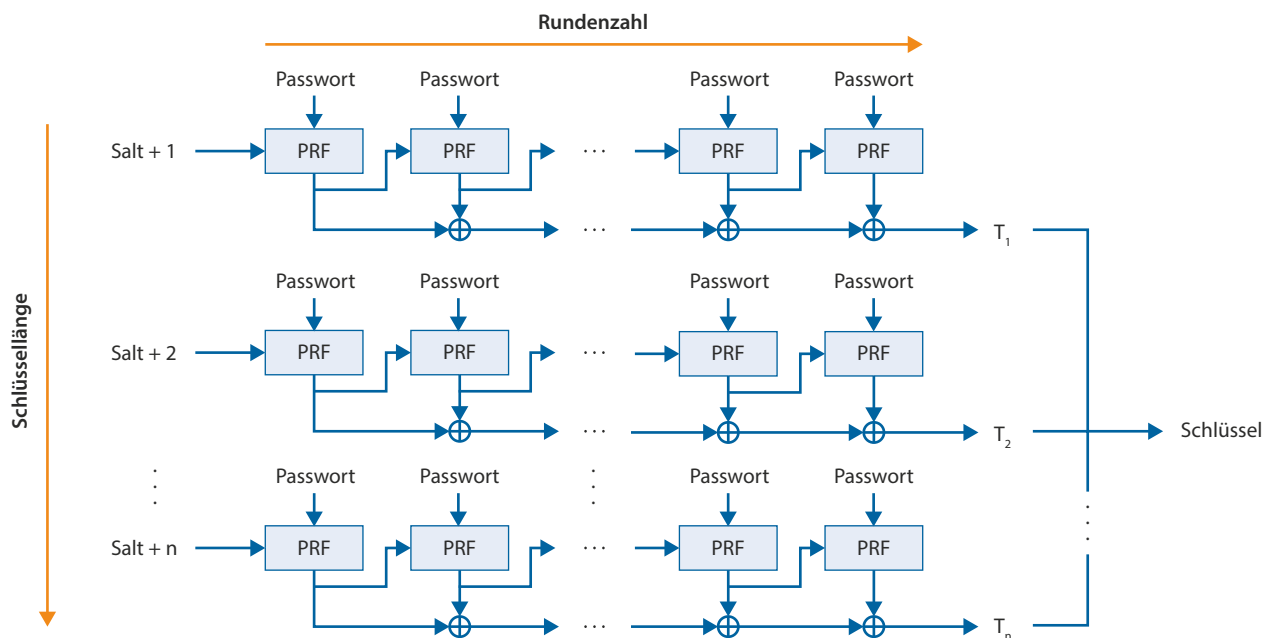 Rundenzahl
Passwort Passwort Passwort Passwort
Salt + 1 PRF PRF ... PRF PRF
... T1
Passwort Passwort Passwort Passwort
Schlüssellänge
Salt + 2 PRF PRF ... PRF PRF
... T2 Schlüssel
Passwort Passwort Passwort Passwort
Salt + n PRF PRF ... PRF PRF
... Tn